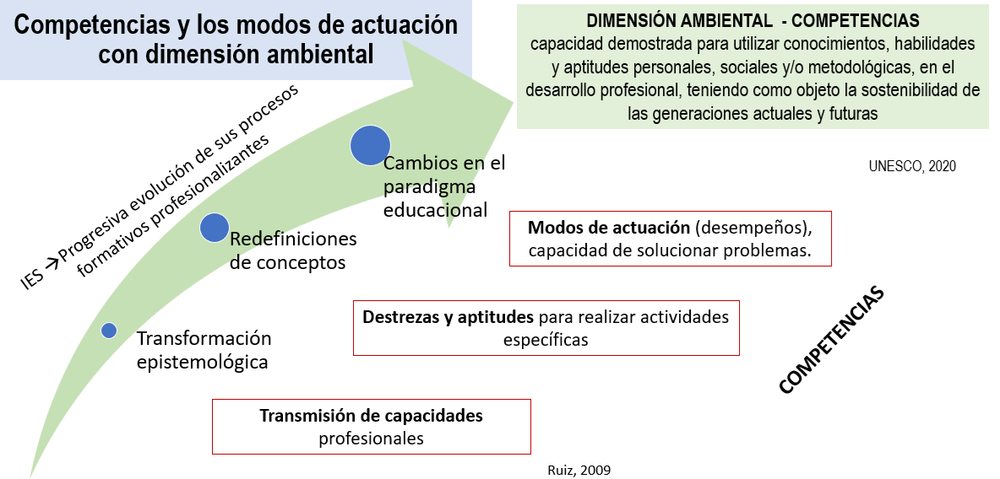 Competencias y los modos de actuación
con dimensión ambiental
DIMENSIÓN AMBIENTAL - COMPETENCIAS
capacidad demostrada para utilizar conocimientos, habilidades
y aptitudes personales, sociales y/o metodológicas, en el
desarrollo profesional, teniendo como objeto la sostenibilidad de
las generaciones actuales y futuras
UNESCO, 2020
IES →Progresiva evolución de sus procesos
formativos profesionalizantes
Cambios en el
paradigma
educacional
Redefiniciones
de conceptos
Transformación
epistemológica
Modos de actuación (desempeños),
capacidad de solucionar problemas.
Destrezas y aptitudes para realizar actividades
específicas
Transmisión de capacidades
profesionales
COMPETENCIAS
Ruiz, 2009